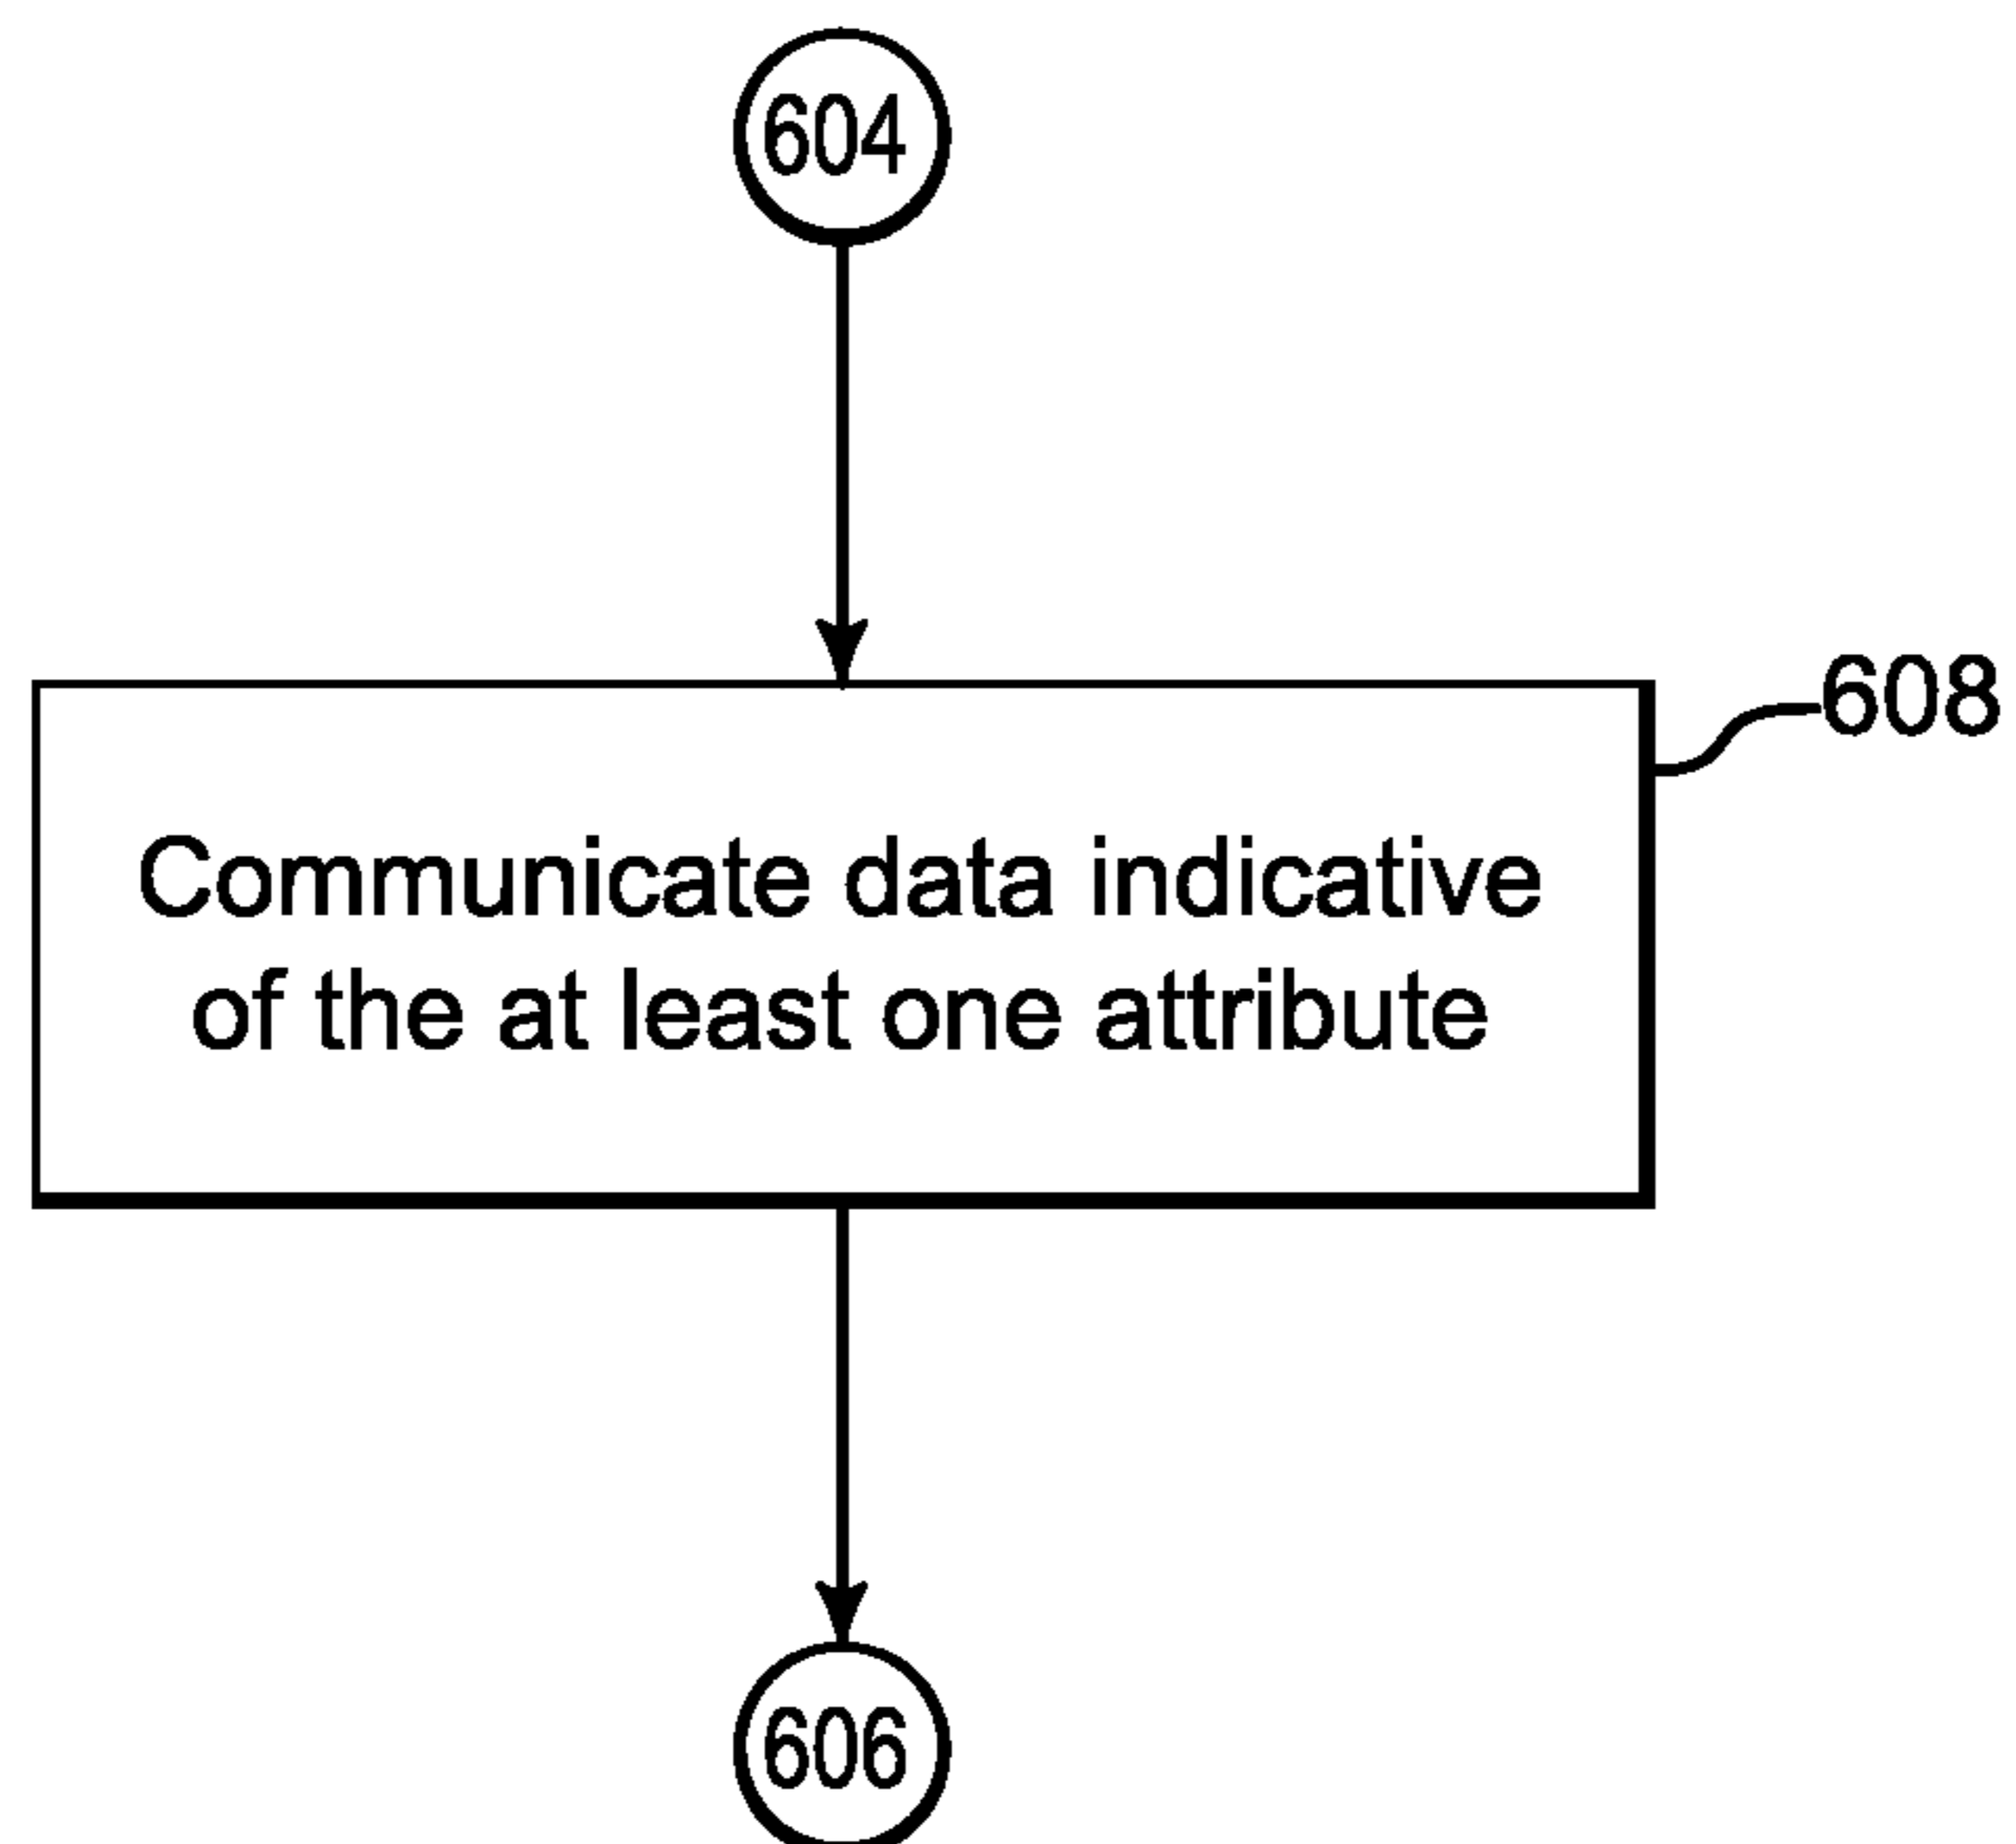 604
608
Communicate data indicative
of the at least one attribute
606